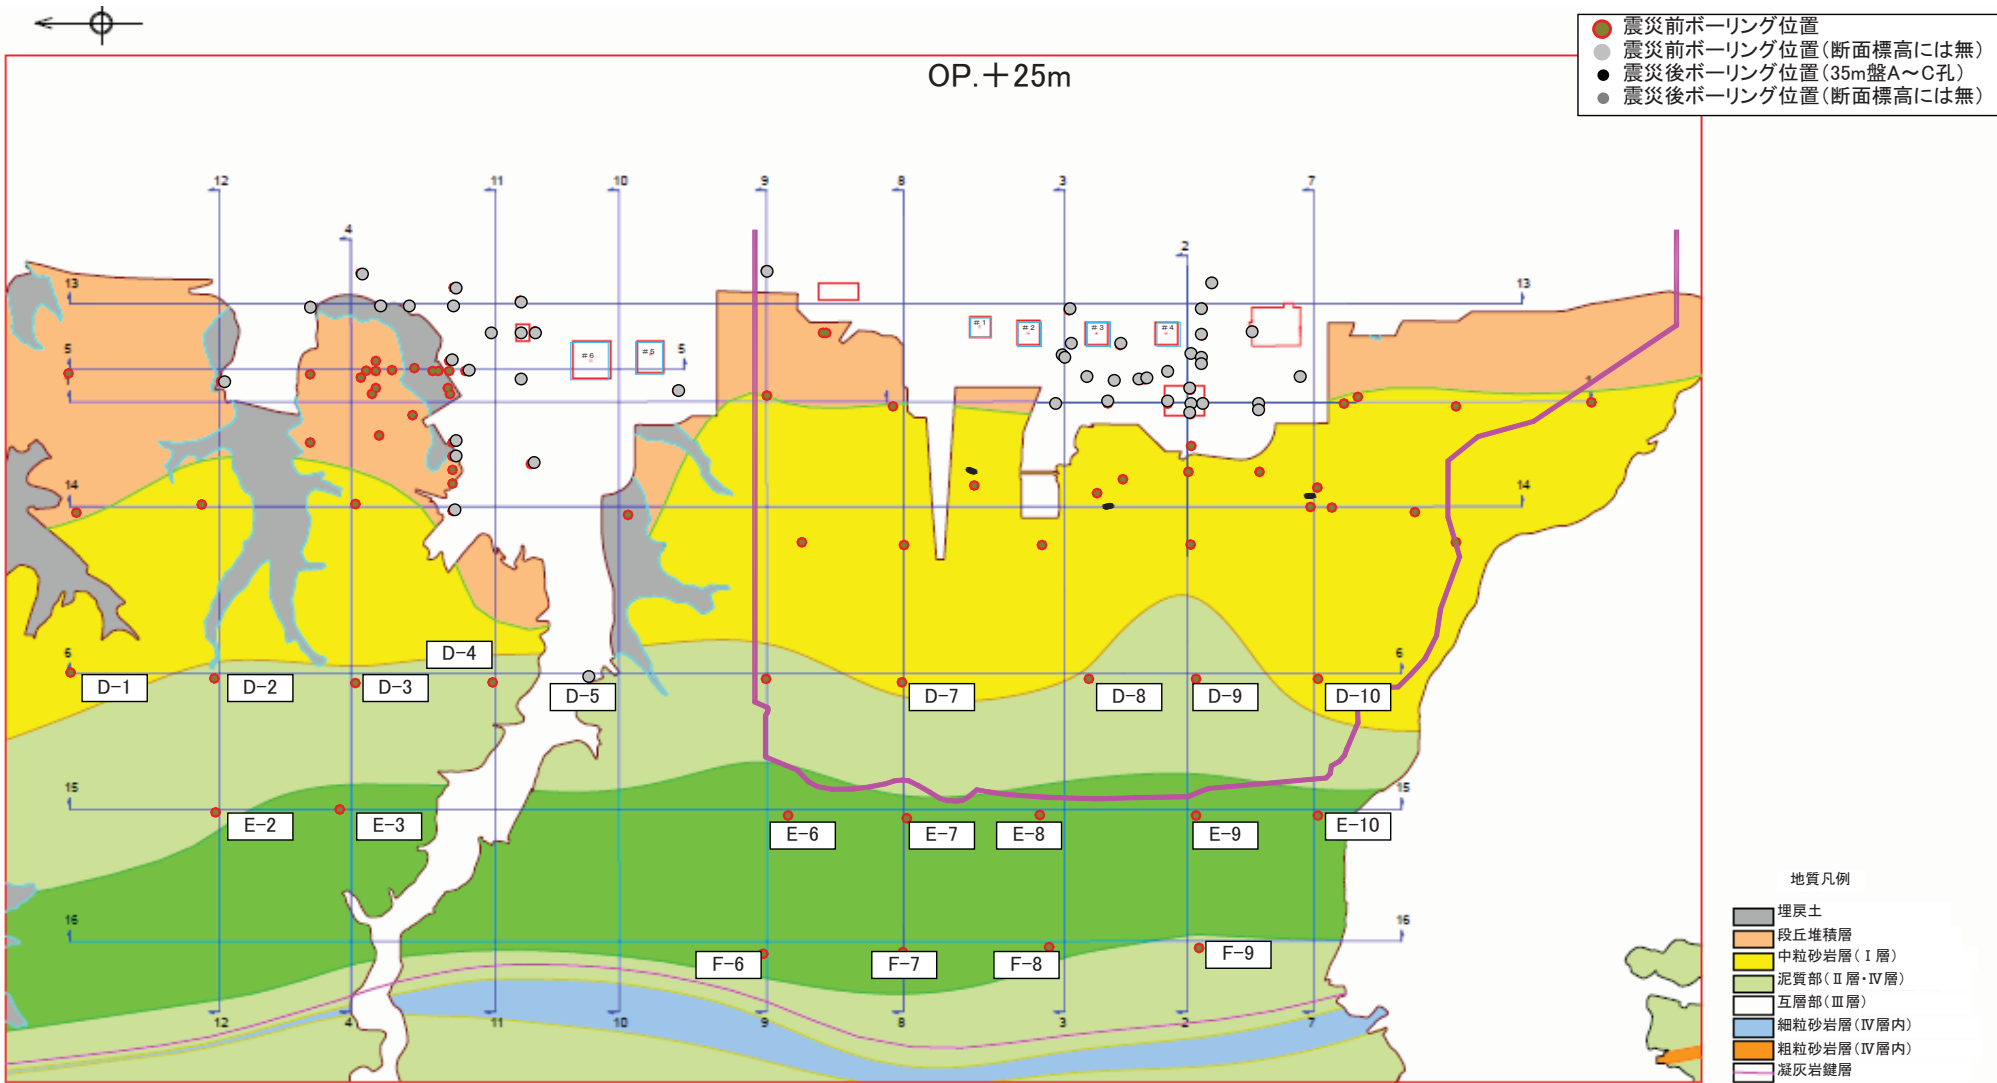 震災前ボーリング位置
震災前ボーリング位置(断面標高には無)
震災後ボーリング位置(35m盤A～C孔)
震災後ボーリング位置(断面標高には無)
OP.＋25m
12
11
10
9
8
3
7
4
2
13
13
#1
#2
#3
#4
5
#6
#5
5
1
1
14
14
6
D-4
6
D-1
D-2
D-3
D-5
D-7
D-8
D-9
D-10
15
15
E-2
E-3
E-6
E-7
E-8
E-9
E-10
16
16
F-6
F-7
F-8
F-9
12
4
11
10
9
8
3
2
7
地質凡例
埋戻土
段丘堆積層
中粒砂岩層(Ⅰ層)
泥質部(Ⅱ層・Ⅳ層)
互層部(Ⅲ層)
細粒砂岩層(Ⅳ層内)
粗粒砂岩層(Ⅳ層内)
凝灰岩鍵層